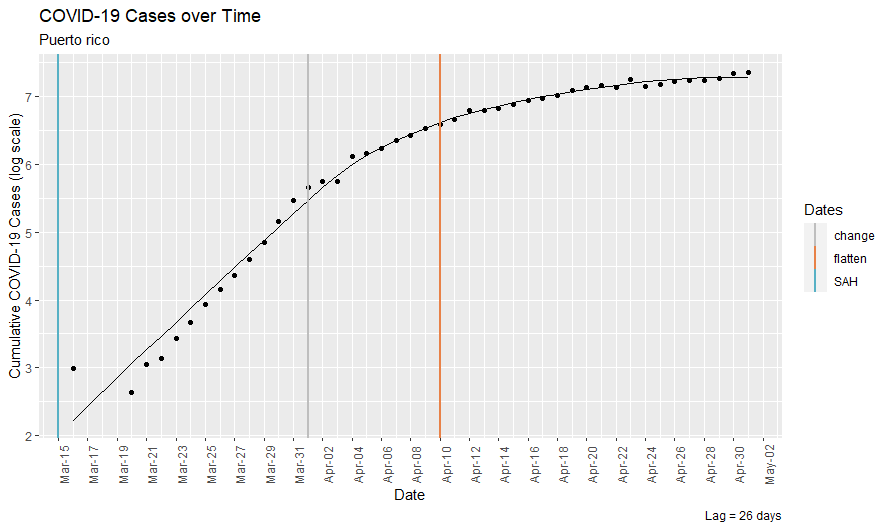 COVID-19 Cases over Time
Puerto rico
Cumulative COVID-19 Cases (log scale)
7
6
5
4
3
2
Mar-15
Mar-17
Mar-19
Mar-21
Mar-23
Mar-25
Mar-27
Mar-29
Mar-31
Apr-02
Apr-04
Apr-06
Apr-08
Apr-10
Apr-12
Apr-14
Apr-16
Apr-18
Apr-20
Apr-22
Apr-24
Apr-26
Apr-28
Apr-30
May-02
Date
Dates
change
flatten
SAH
Lag = 26 days